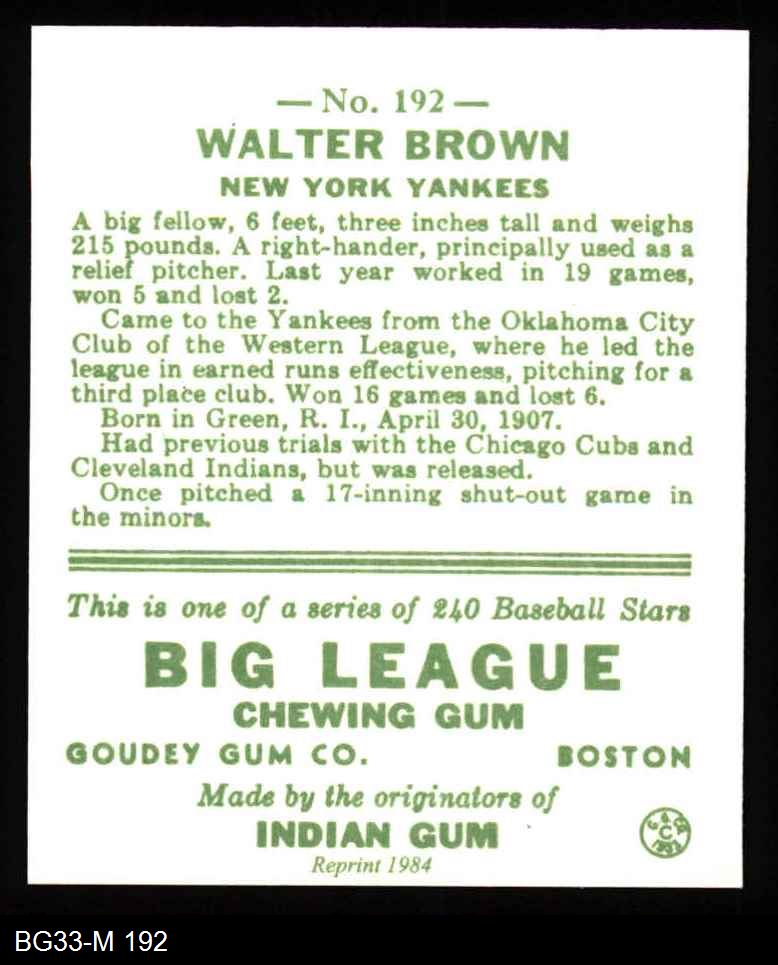 — No. 192 —
WALTER BROWN
NEW YORK YANKEES
A big fellow, 6 feet, three inches tall and weighs
215 pounds. A right-hander, principally used as a
relief pitcher. Last year worked in 19 games,
won 5 and lost 2.
Came to the Yankees from the Oklahoma City
Club of the Western League, where he led the
league in earned runs effectiveness, pitching for a
third place club. Won 16 games and lost 6.
Born in Green, R. I., April 30, 1907.
Had previous trials with the Chicago Cubs and
Cleveland Indians, but was released.
Once pitched a 17-inning shut-out game in
the minors.
This is one of a series of 240 Baseball Stars
BIG LEAGUE
CHEWING GUM
GOUDEY GUM CO. BOSTON
Made by the originators of
INDIAN GUM
Reprint 1984
C
BG33-M 192